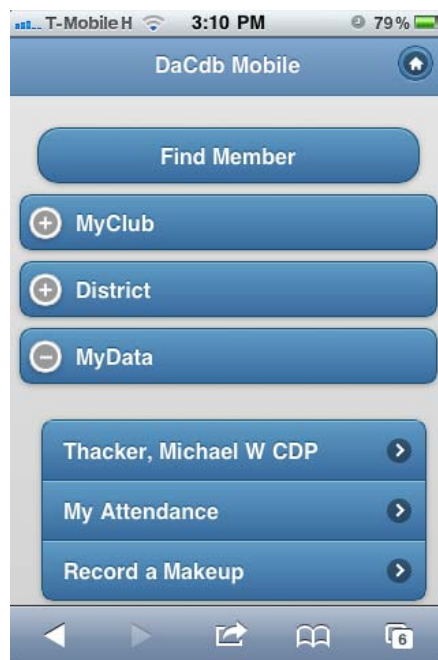 T-Mobile H 3:10 PM 79%
DaCdb Mobile
Find Member
MyClub
District
MyData
Thacker, Michael W CDP
My Attendance
Record a Makeup
6